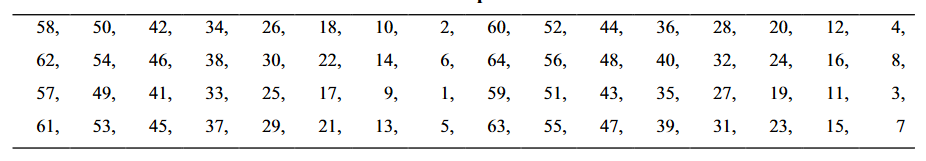 58, 50, 42, 34, 26, 18, 10, 2, 60, 52, 44, 36, 28, 20, 12, 4,
62, 54, 46, 38, 30, 22, 14, 6, 64, 56, 48, 40, 32, 24, 16, 8,
57, 49, 41, 33, 25, 17, 9, 1, 59, 51, 43, 35, 27, 19, 11, 3,
61, 53, 45, 37, 29, 21, 13, 5, 63, 55, 47, 39, 31, 23, 15, 7